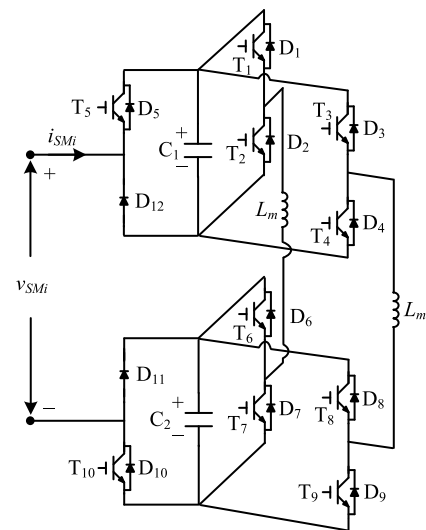 D1
T1
T5
D5
T3
D3
iSMi
+
C1
+
−
T2
D2
+
D12
Lm
T4
D4
vSMi
T6
D6
Lm
D11
−
C2
+
−
T7
D7
T8
D8
T10
D10
T9
D9